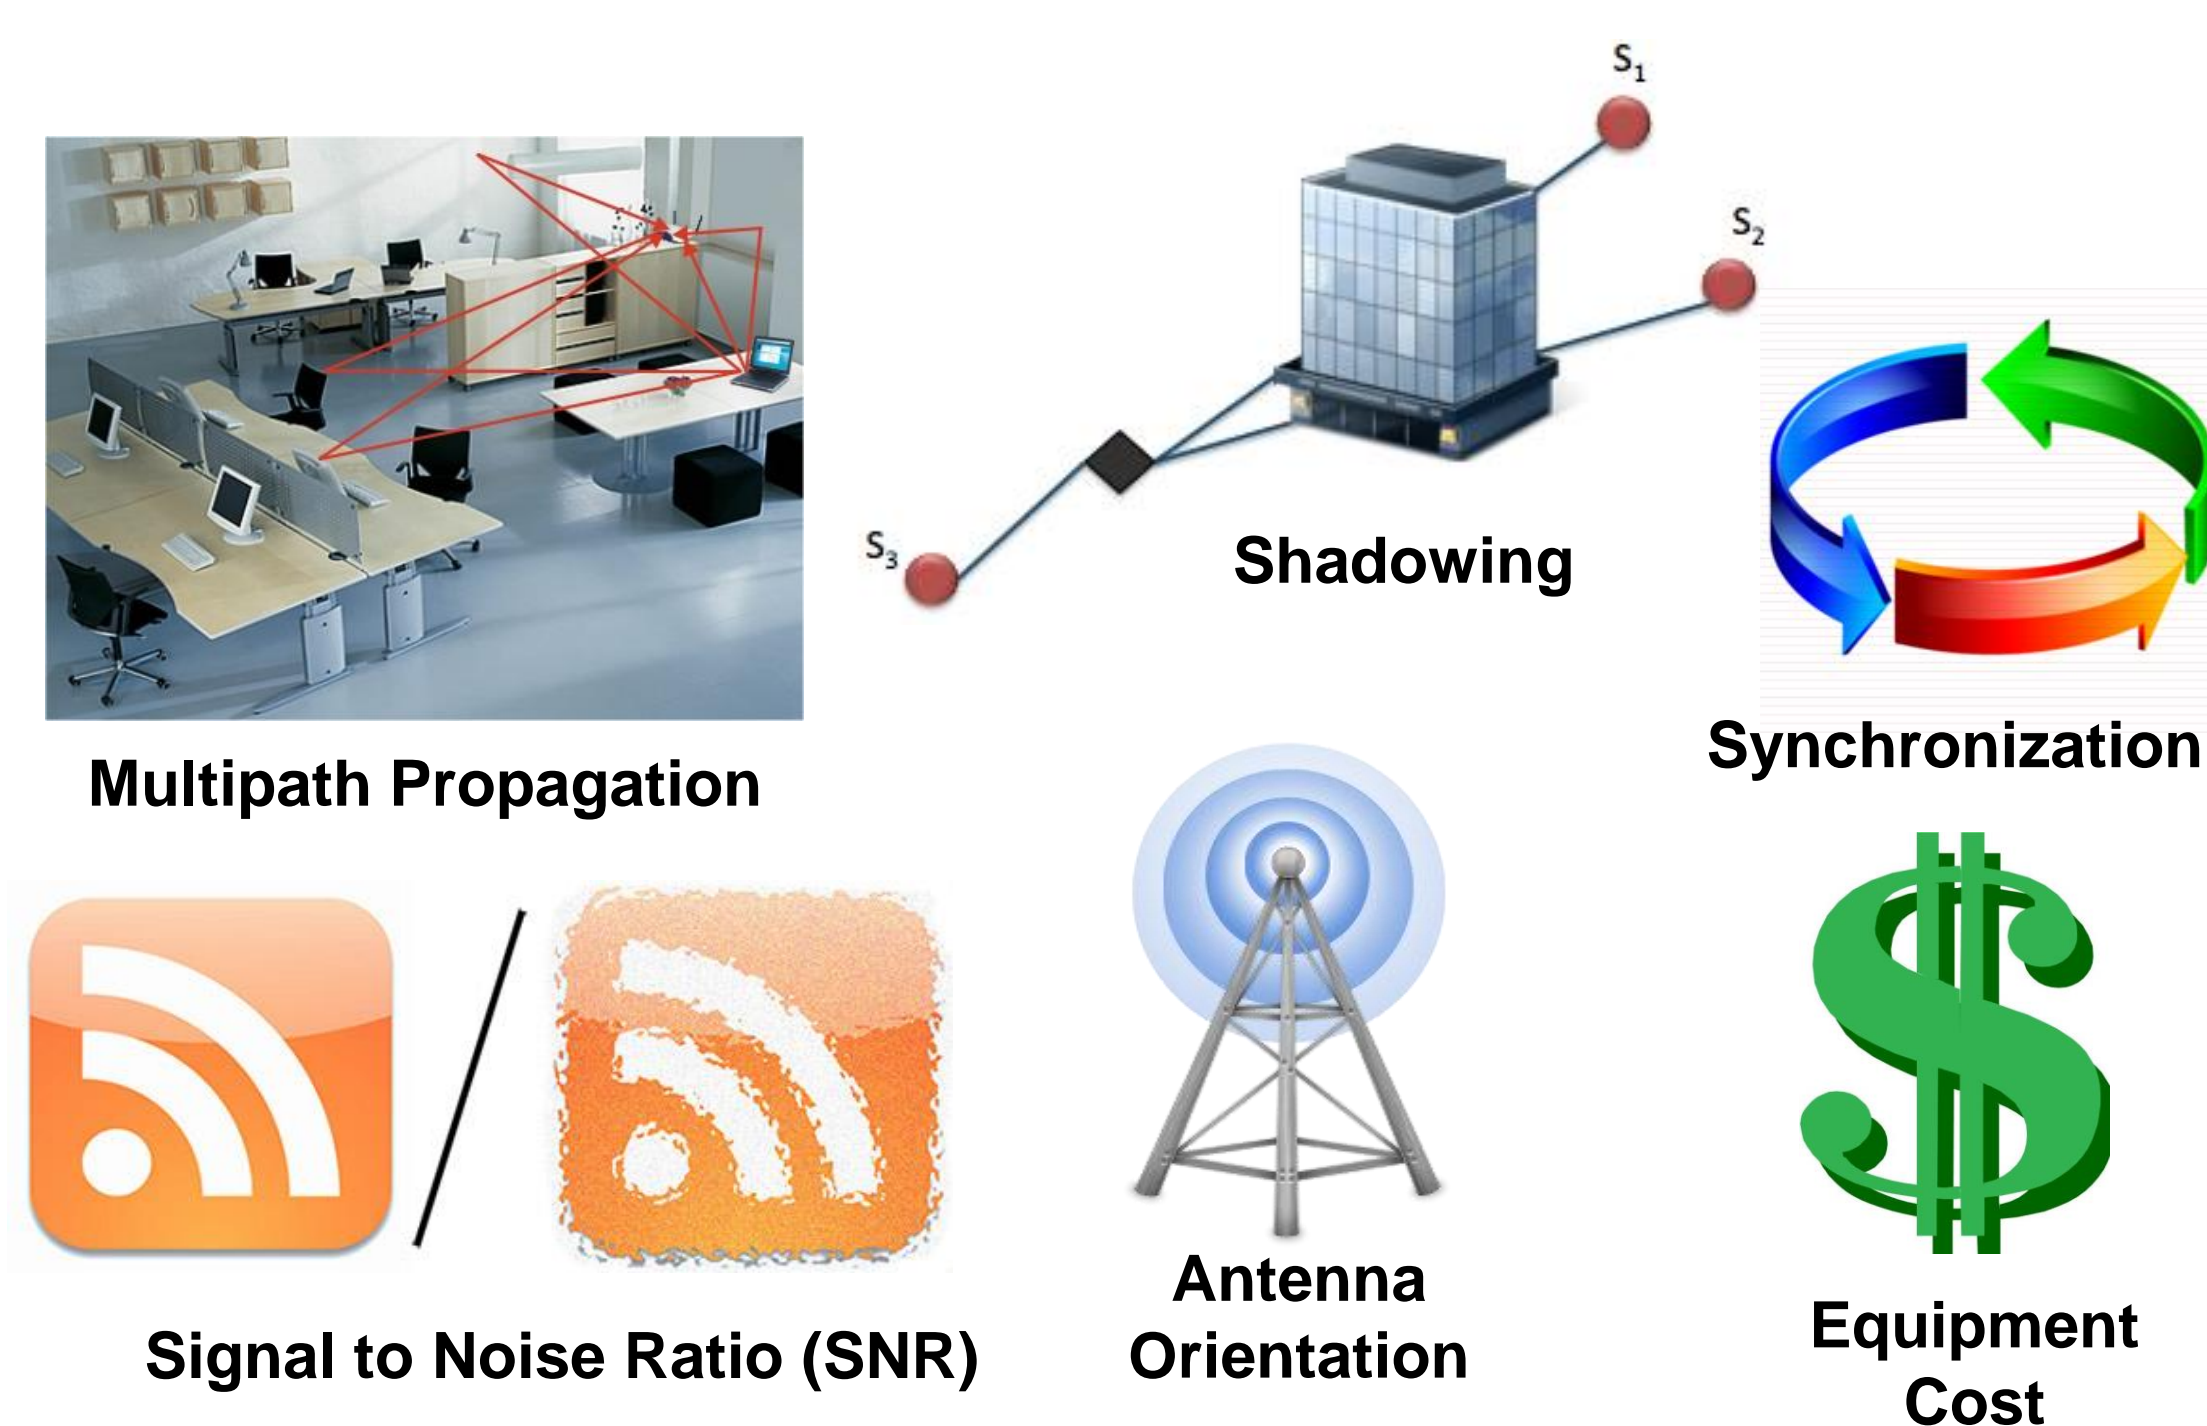 S1
S2
S3
Shadowing
Synchronization
Multipath Propagation
Signal to Noise Ratio (SNR)
Antenna
Orientation
Equipment
Cost